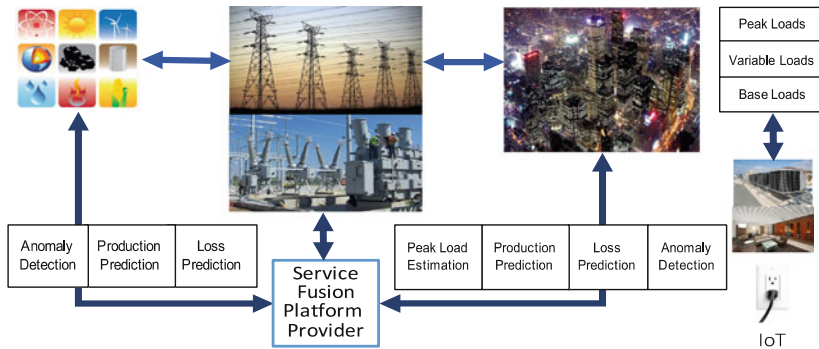 Peak Loads
Variable Loads
Base Loads
Anomaly
Detection
Production
Prediction
Loss
Prediction
Service
Fusion
Platform
Provider
Peak Load
Estimation
Production
Prediction
Loss
Prediction
Anomaly
Detection
IoT